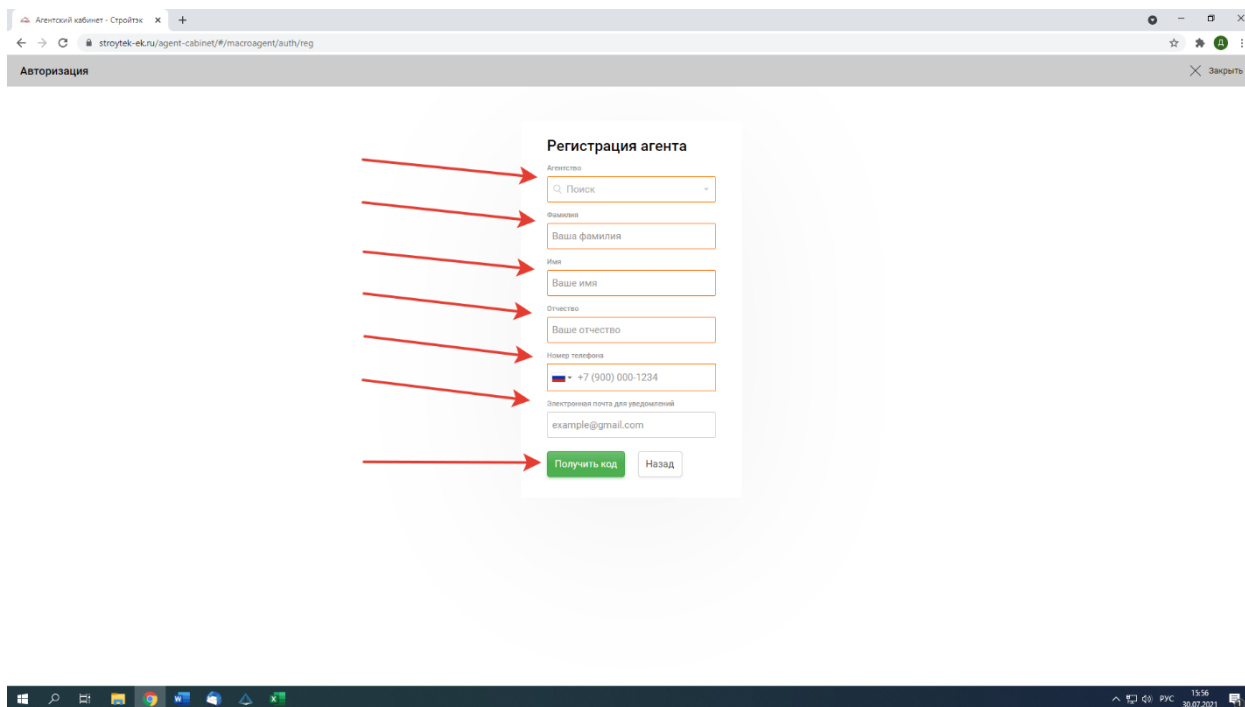 Агентский кабинет - Стройтэк
stroytek-ek.ru/agent-cabinet/#/macroagent/auth/reg
Д
Авторизация
Закрыть
Регистрация агента
Агентство
Поиск
Фамилия
Ваша фамилия
Имя
Ваше имя
Отчество
Ваше отчество
Номер телефона
+7 (900) 000-1234
Электронная почта для уведомлений
example@gmail.com
Получить код
Назад
РУС
15:56
30.07.2021